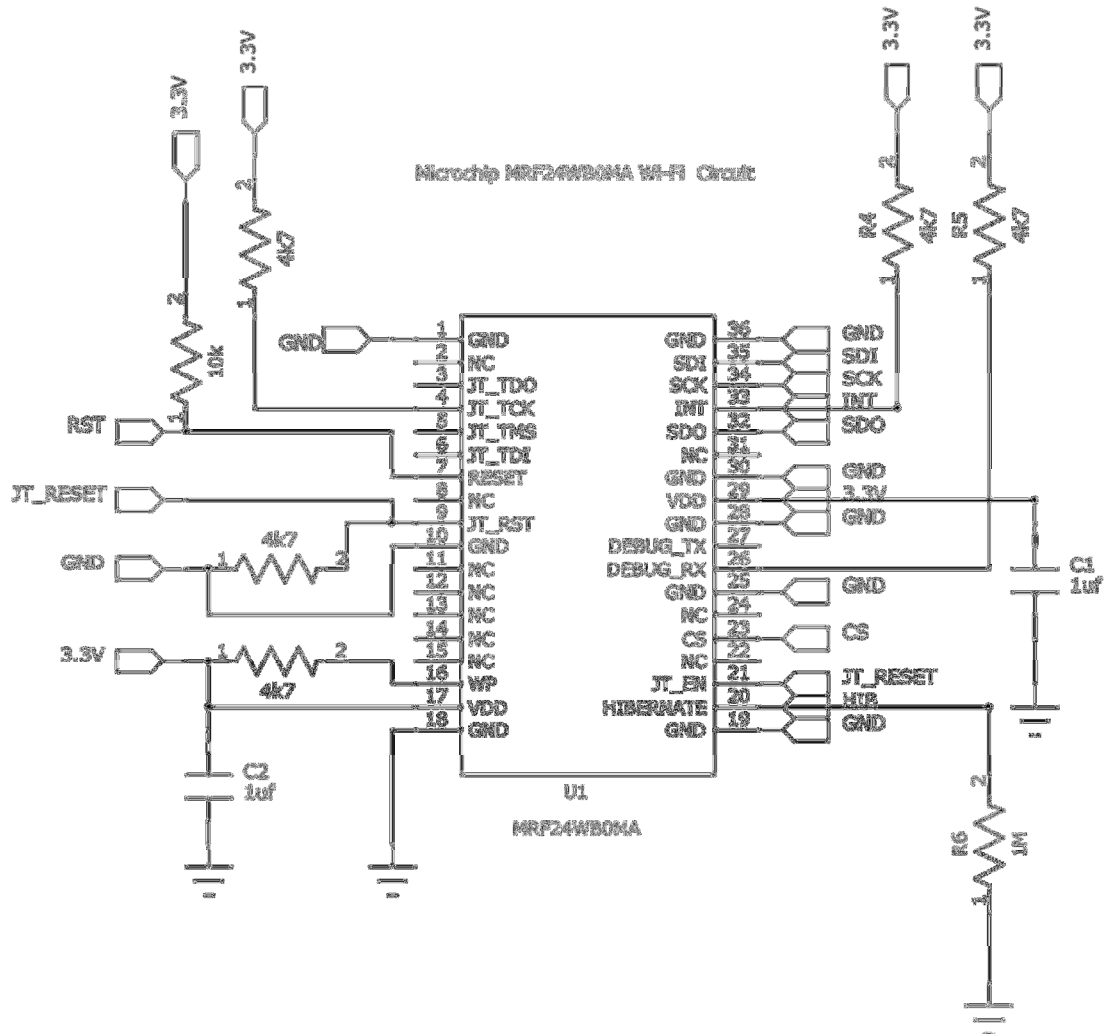 3.3V
3.3V
3.3V
3.3V
Microchip MRF24WB0MA Wi-Fi Circuit
2
4k7
1
2
10k
1
2
R4
4k7
1
2
R5
4k7
1
GND
RST
JT_RESET
GND
1
4k7
2
3.3V
1
2
4k7
C2
1uf
1 GND
2 NC
3 JT_TDO
4 JT_TCK
5 JT_TMS
6 JT_TDI
7 RESET
8 NC
9 JT_RST
10 GND
11 NC
12 NC
13 NC
14 NC
15 NC
16 WP
17 VDD
18 GND
GND 36 GND
SDI 35 SDI
SCK 34 SCK
INT 33 INT
SDO 32 SDO
NC 31
GND 30 GND
VDD 29 3.3V
GND 28 GND
DEBUG_TX 27
DEBUG_RX 26
GND 25 GND
NC 24
CS 23 CS
NC 22
JT_EN 21 JT_RESET
HIBERNATE 20 HIB
GND 19 GND
U1
MRF24WB0MA
C1
1uf
2
R6
1M
1